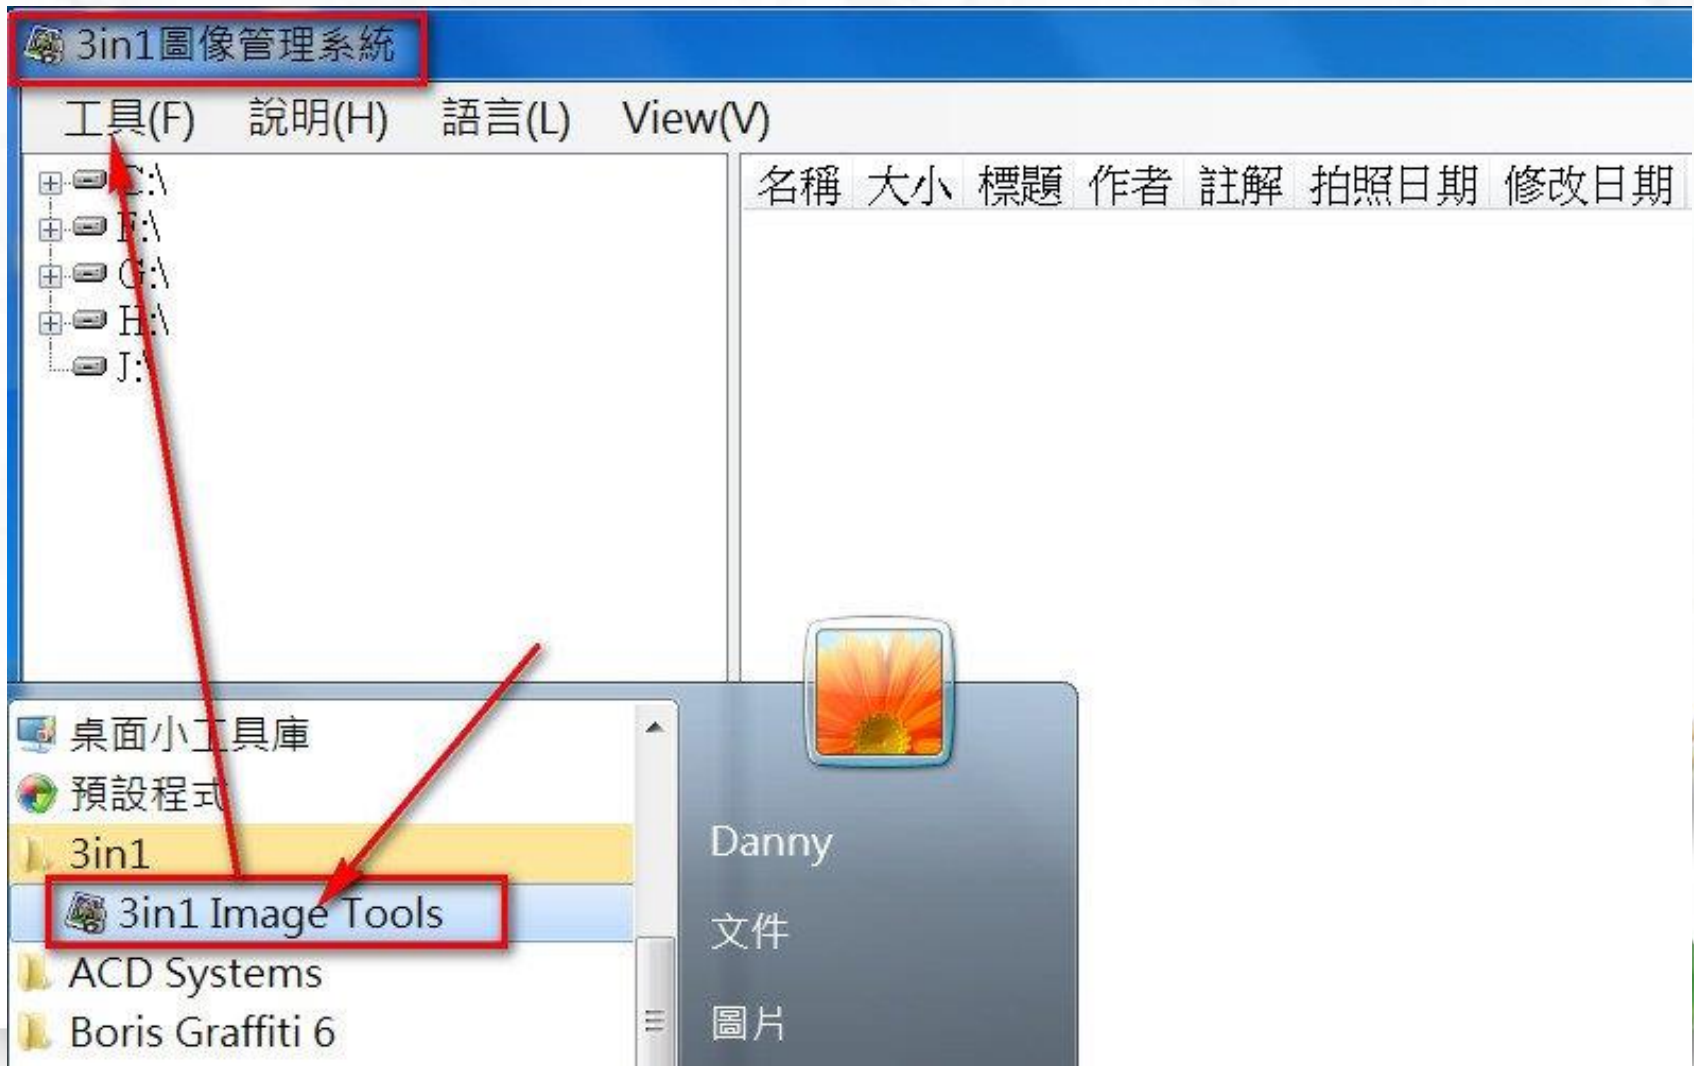 3in1圖像管理系統
工具(F) 說明(H) 語言(L) View(V)
名稱 大小 標題 作者 註解 拍照日期 修改日期
C:\
F:\
G:\
H:\
J:\
桌面小工具庫
預設程式
3in1
3in1 Image Tools
ACD Systems
Boris Graffiti 6
Danny
文件
圖片